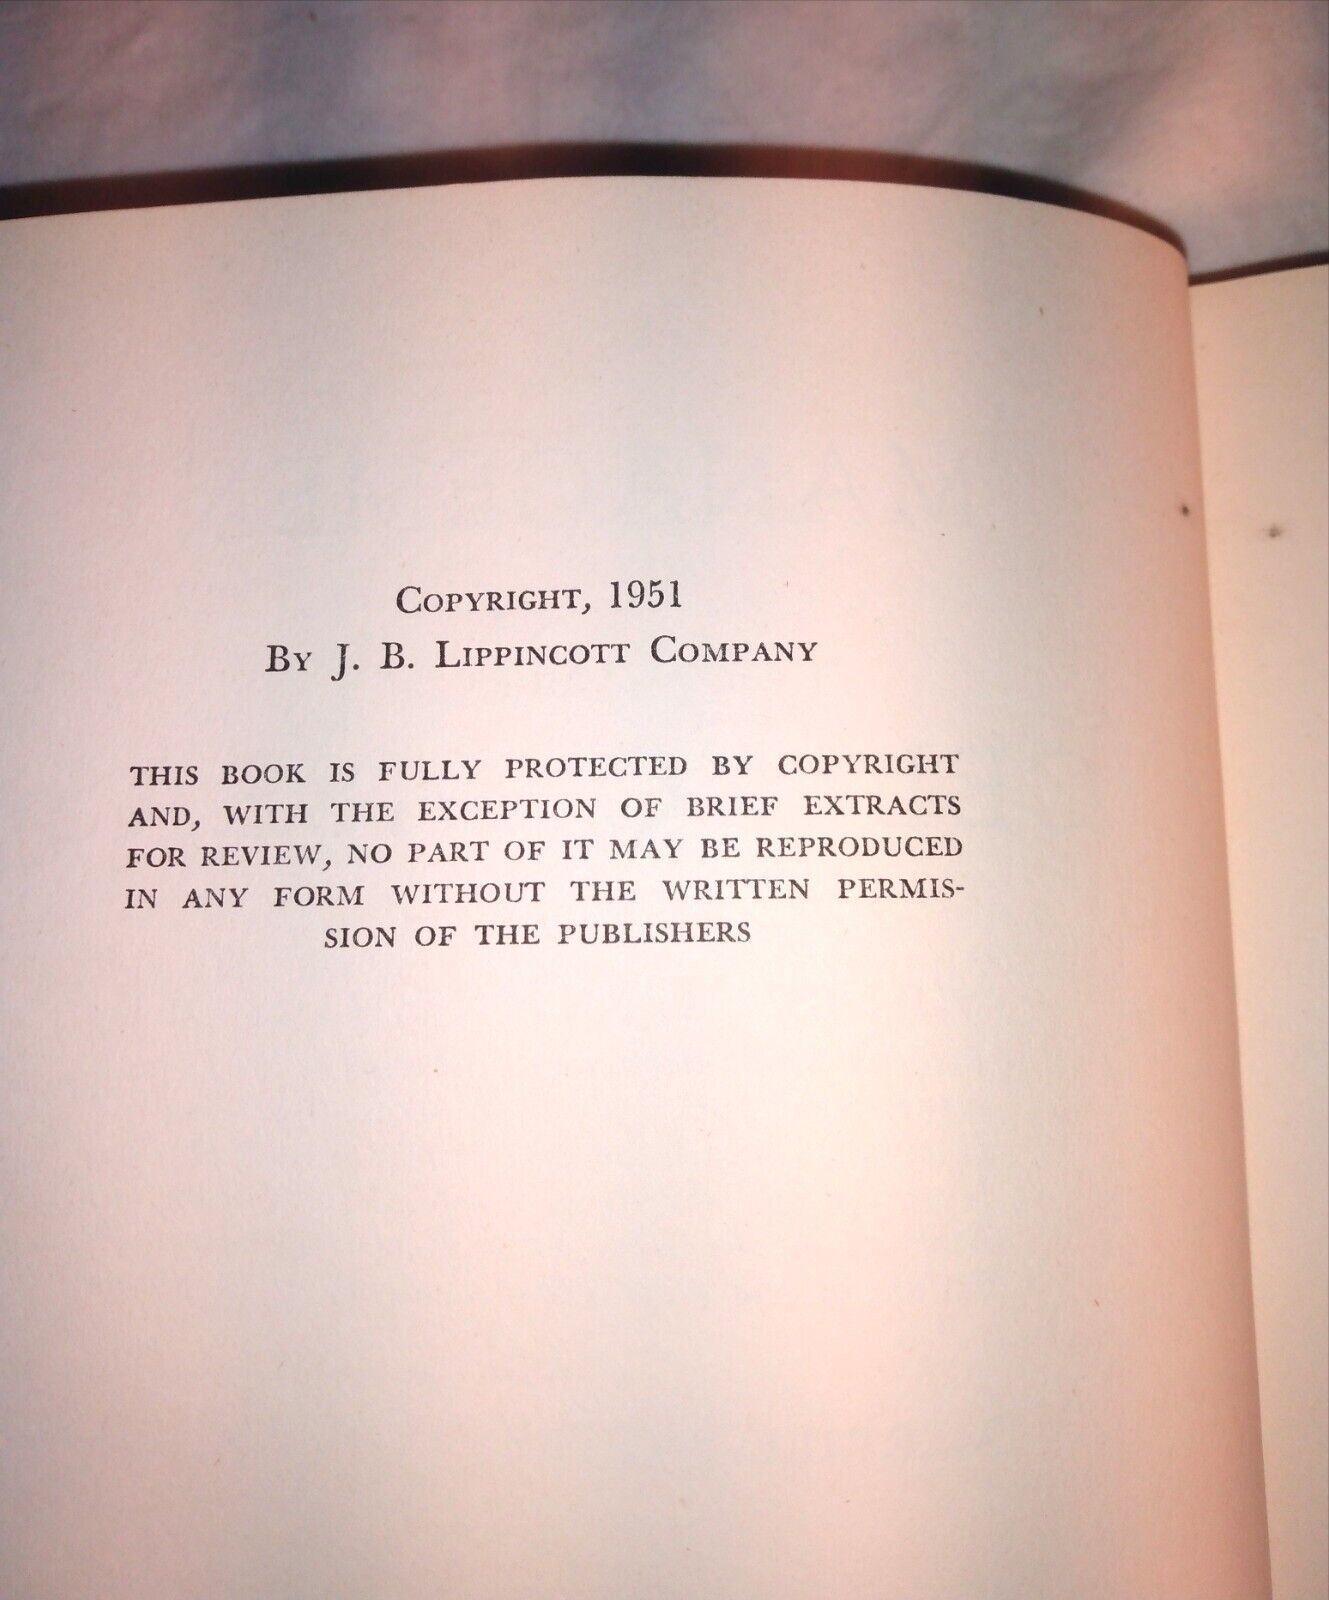 Copyright, 1951
By J. B. Lippincott Company
THIS BOOK IS FULLY PROTECTED BY COPYRIGHT
AND, WITH THE EXCEPTION OF BRIEF EXTRACTS
FOR REVIEW, NO PART OF IT MAY BE REPRODUCED
IN ANY FORM WITHOUT THE WRITTEN PERMIS-
SION OF THE PUBLISHERS